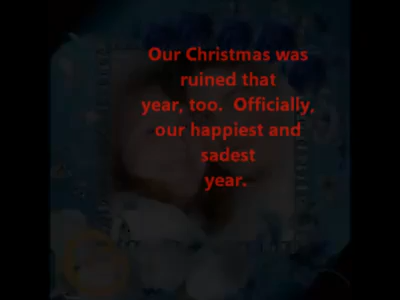 Our Christmas was
ruined that
year, too. Officially,
our happiest and
sadest
year.